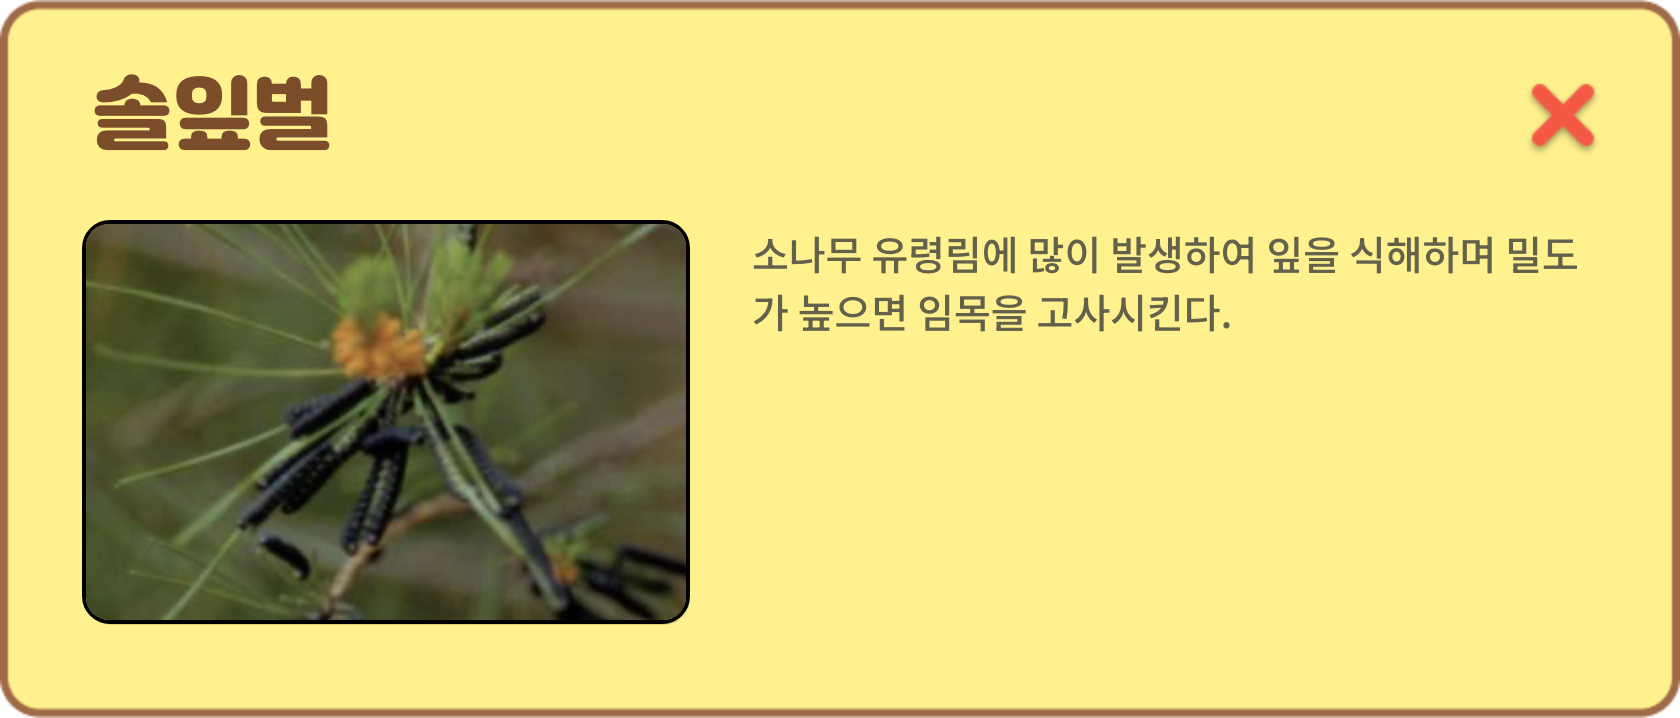 솔잎벌
소나무 유령림에 많이 발생하여 잎을 식해하며 밀도
가 높으면 임목을 고사시킨다.